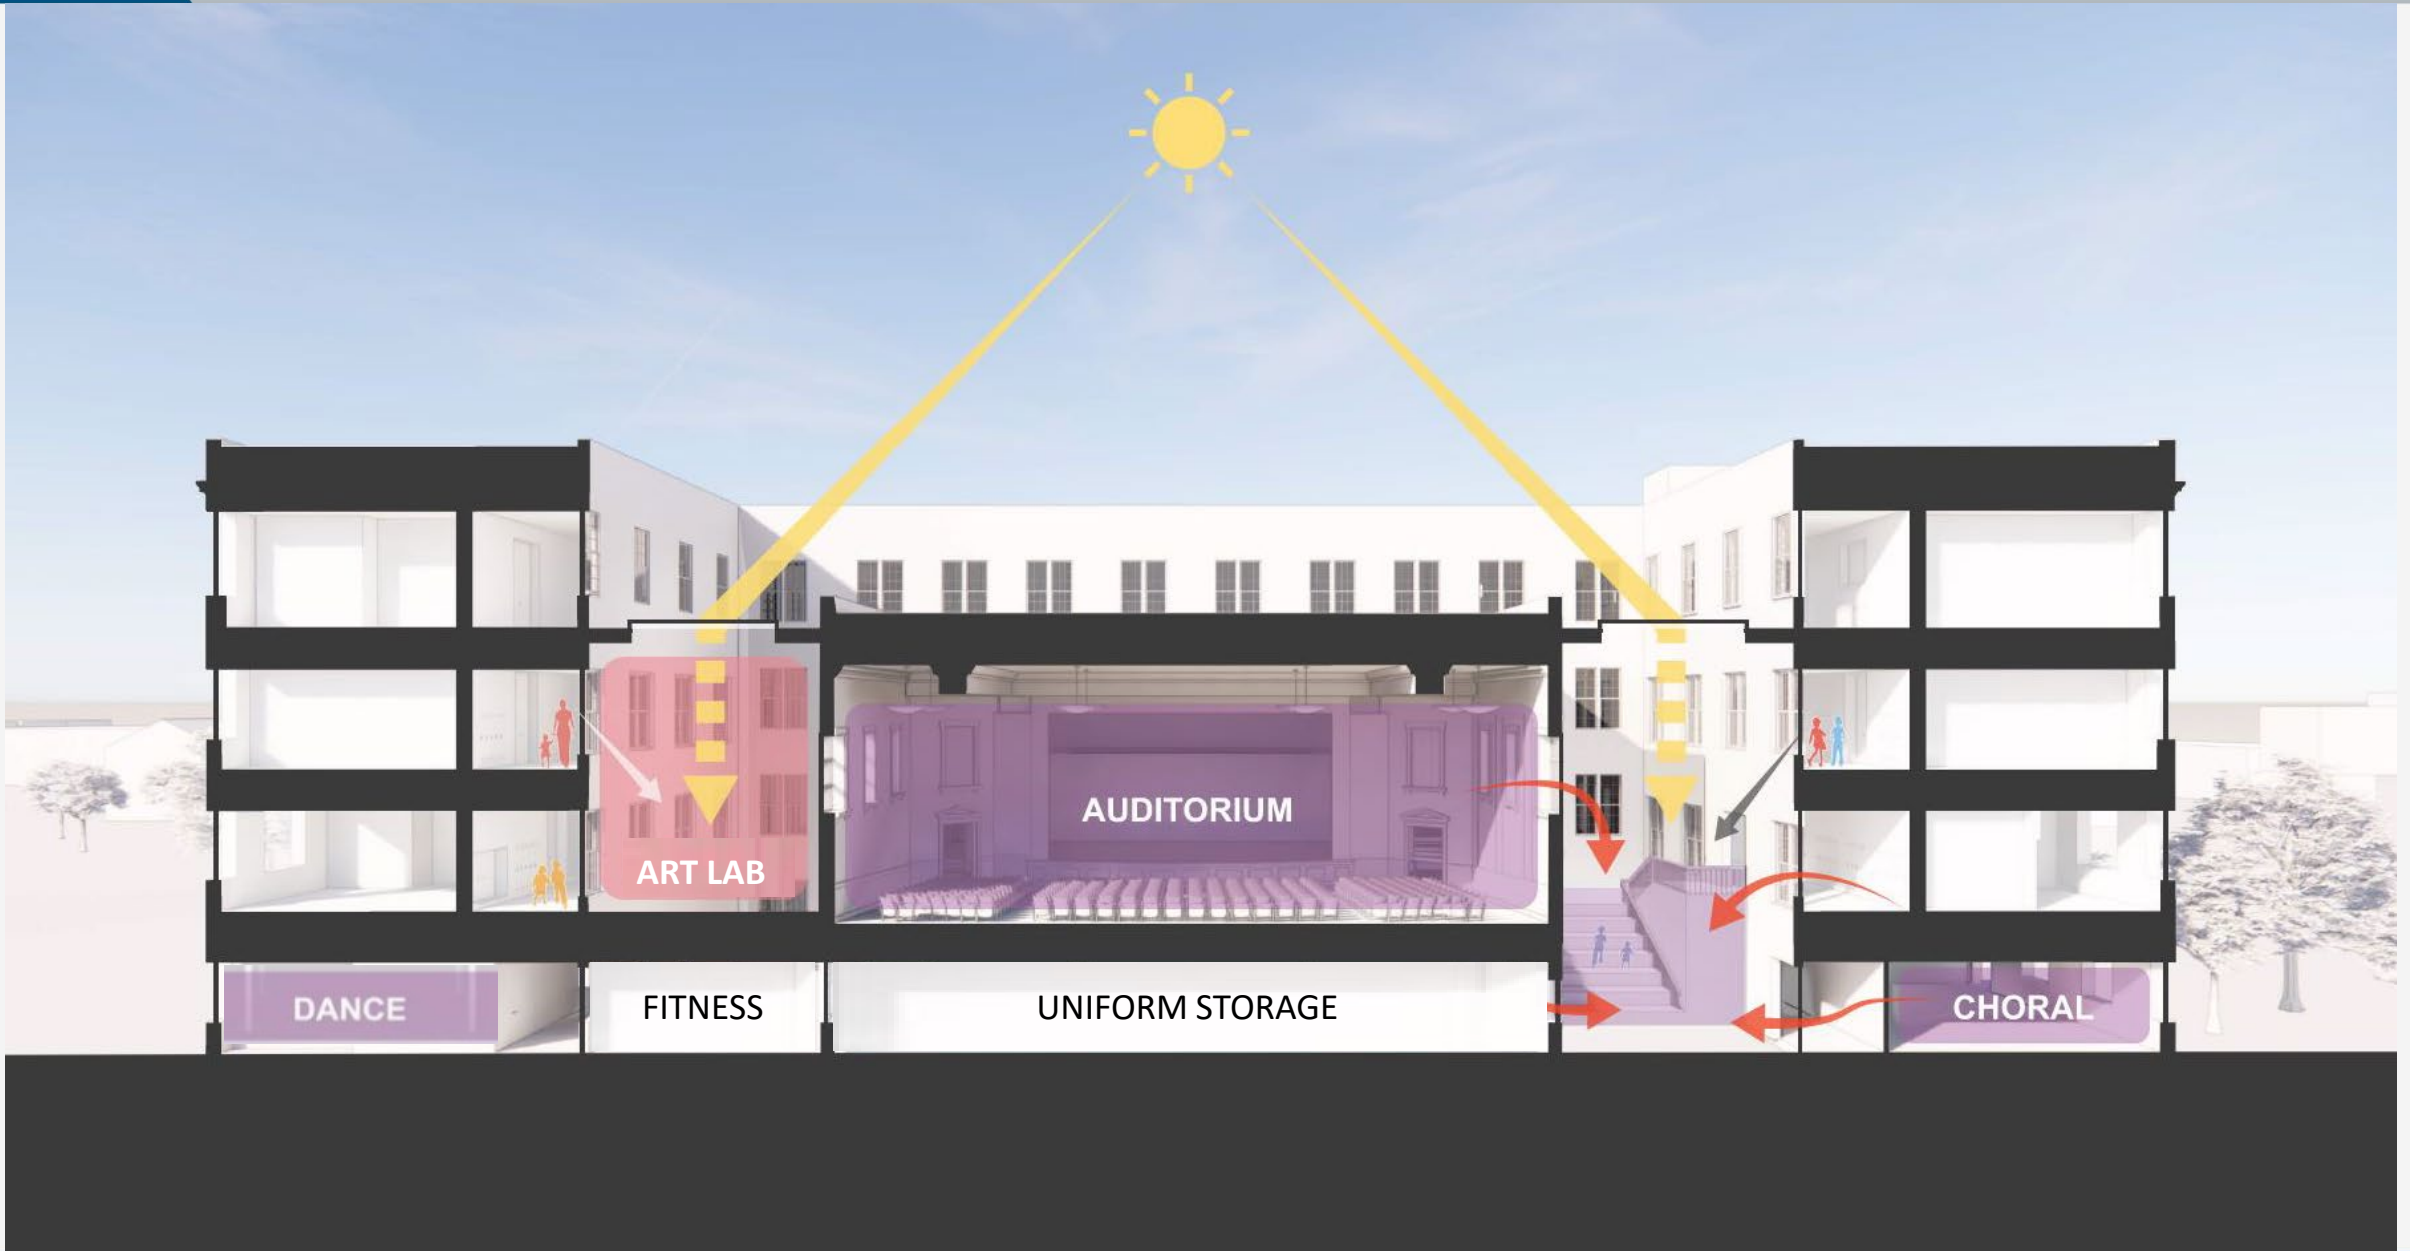 AUDITORIUM
ART LAB
DANCE
FITNESS
UNIFORM STORAGE
CHORAL